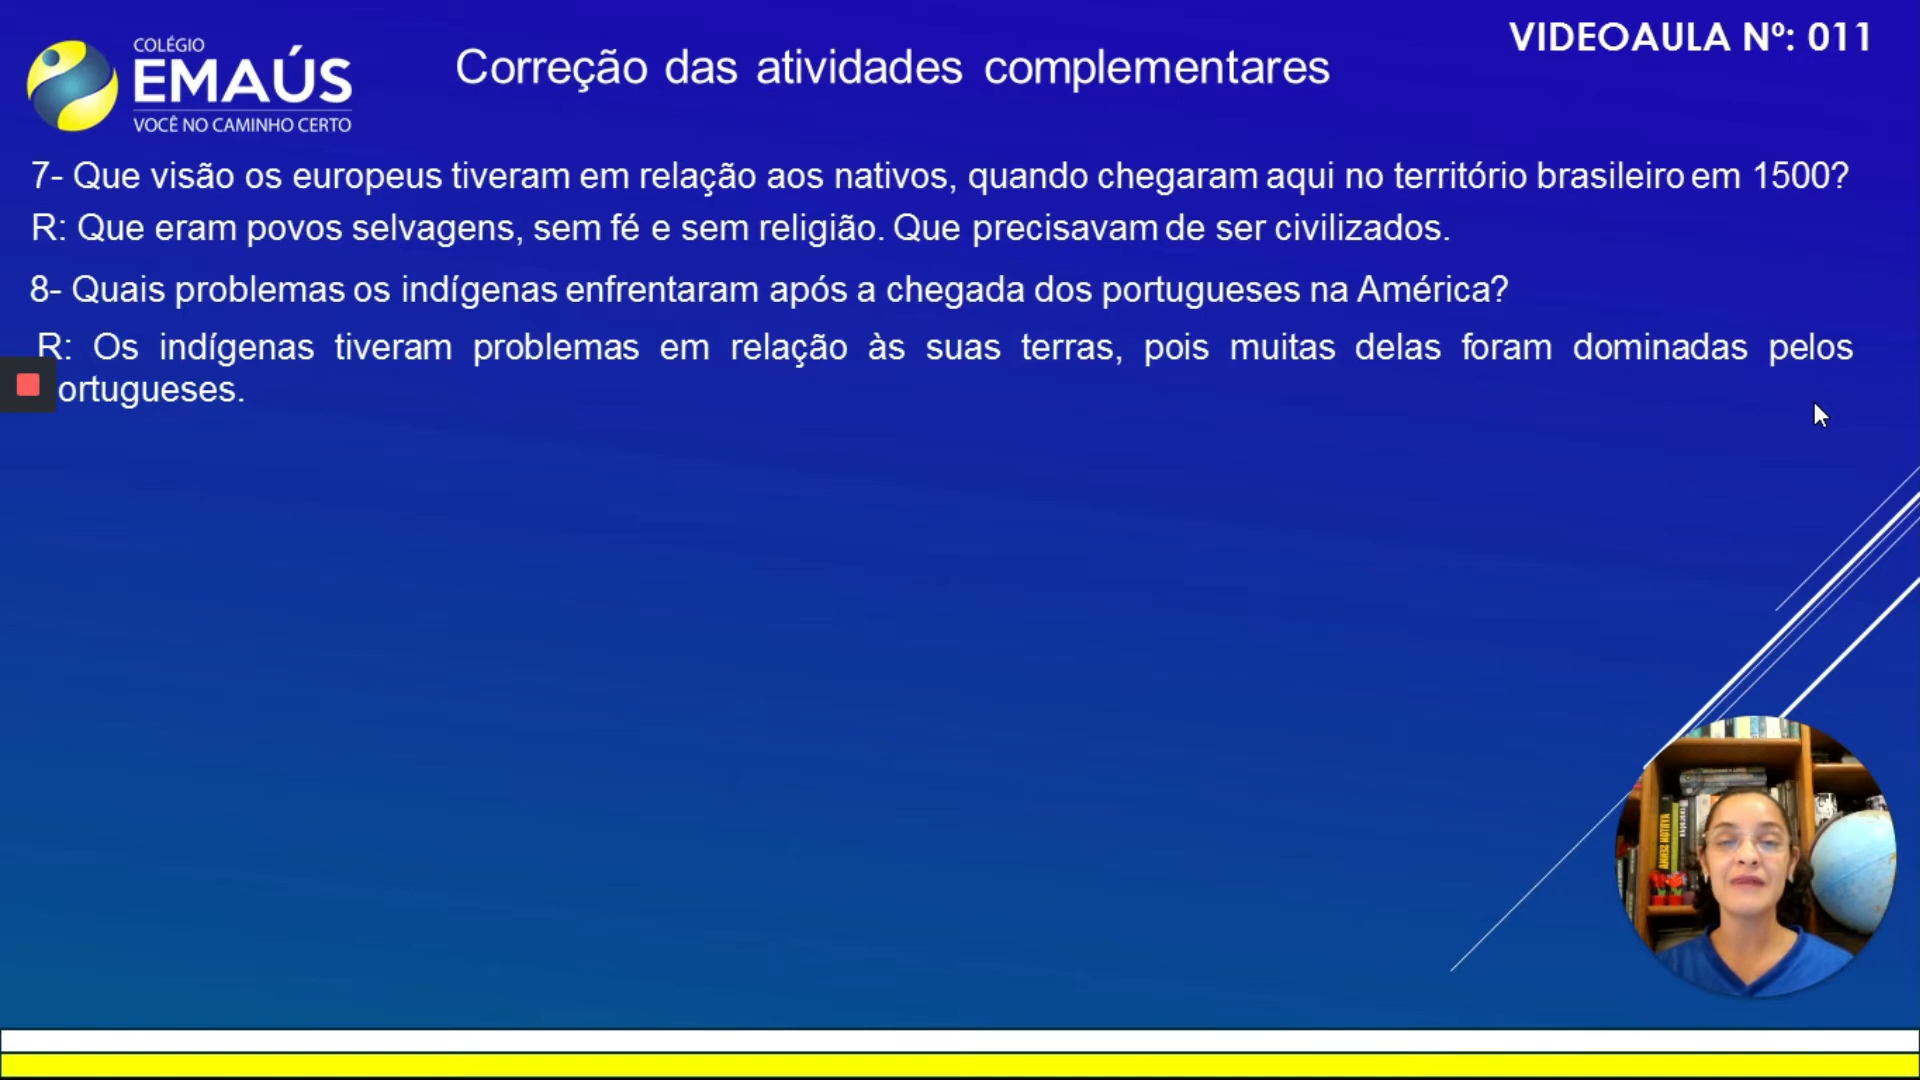 COLÉGIO
EMAÚS
VOCÊ NO CAMINHO CERTO
Correção das atividades complementares
VIDEOAULA Nº: 011
7- Que visão os europeus tiveram em relação aos nativos, quando chegaram aqui no território brasileiro em 1500?
R: Que eram povos selvagens, sem fé e sem religião. Que precisavam de ser civilizados.
8- Quais problemas os indígenas enfrentaram após a chegada dos portugueses na América?
R: Os indígenas tiveram problemas em relação às suas terras, pois muitas delas foram dominadas pelos
ortugueses.